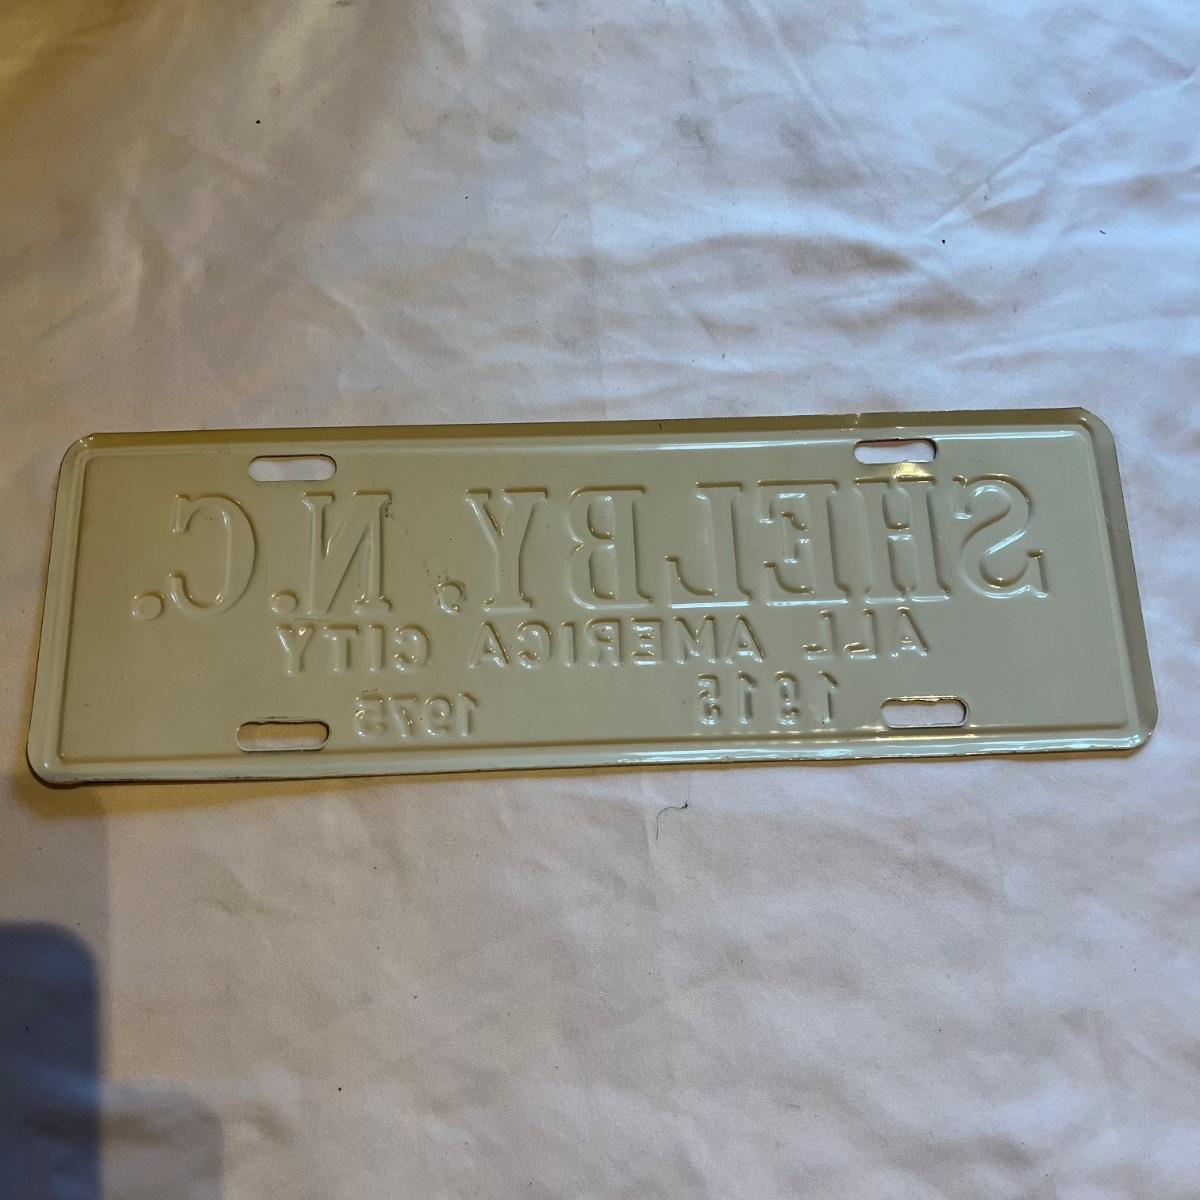 SHELBY. N.C.
ALL AMERICA CITY
1915 1975